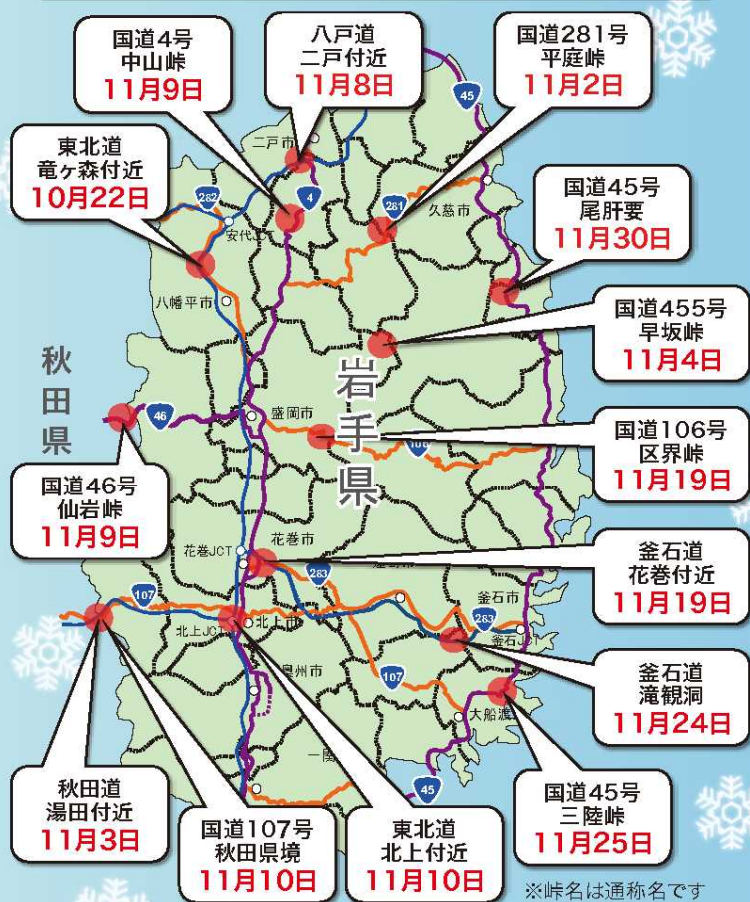 国道4号
中山峠
11月9日
八戸道
二戸付近
11月8日
国道281号
平庭峠
11月2日
東北道
竜ヶ森付近
10月22日
45
二戸市
282
4
281
久慈市
安代JCT
国道45号
尾肝要
11月30日
八幡平市
国道455号
早坂峠
11月4日
秋田県
岩手県
46
盛岡市
106
国道106号
区界峠
11月19日
国道46号
仙岩峠
11月9日
花巻市
花巻JCT
283
釜石道
花巻付近
11月19日
107
釜石市
283
北上市
北上JCT
釜石JCT
奥州市
107
釜石道
滝観洞
11月24日
大船渡
一関
45
秋田道
湯田付近
11月3日
国道107号
秋田県境
11月10日
東北道
北上付近
11月10日
国道45号
三陸峠
11月25日
※峠名は通称名です